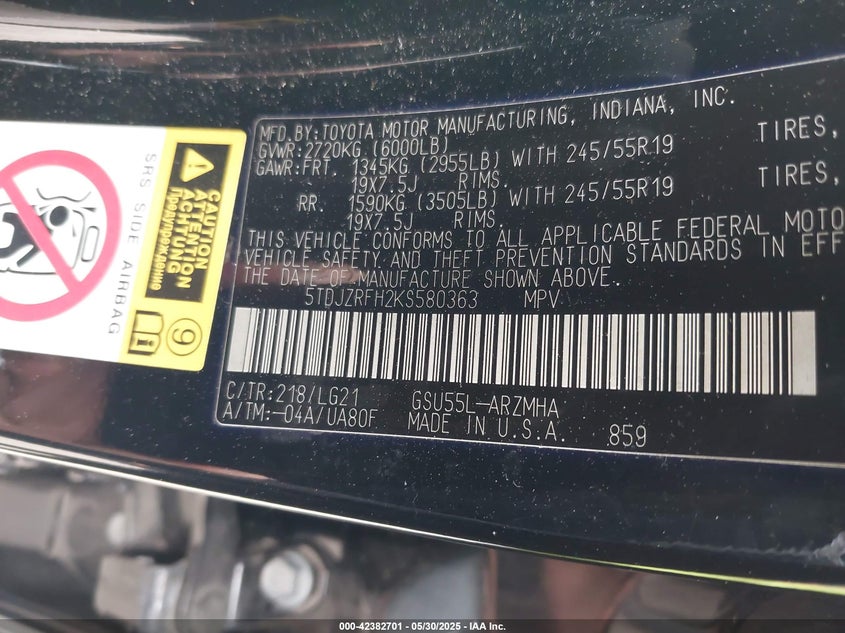 MFD.BY:TOYOTA MOTOR MANUFACTURING, INDIANA, INC.
GVWR:2720KG (6000LB)
GAWR:FRT. 1345KG (2955LB) WITH 245/55R19 TIRES,
19X7.5J RIMS.
RR. 1590KG (3505LB) WITH 245/55R19 TIRES,
19X7.5J RIMS.
THIS VEHICLE CONFORMS TO ALL APPLICABLE FEDERAL MOTO
VEHICLE SAFETY AND THEFT PREVENTION STANDARDS IN EFF
THE DATE OF MANUFACTURE SHOWN ABOVE.
5TDJZRFH2KS580363 MPV
C/TR:218/LG21 GSU55L-ARZMHA
A/TM:-04A/UA80F MADE IN U.S.A. 859
SRS SIDE AIRBAG
CAUTION
ATTENTION
ACHTUNG
9
000-42382701 - 05/30/2025 - IAA Inc.